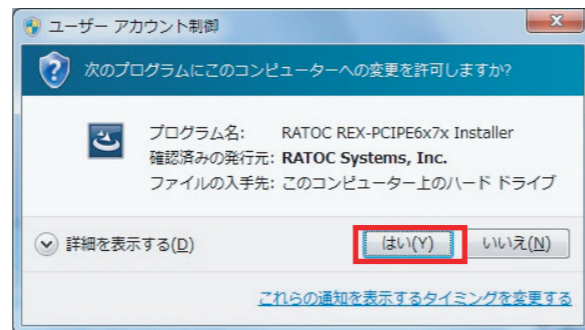 ユーザー アカウント制御
次のプログラムにこのコンピューターへの変更を許可しますか?
プログラム名: RATOC REX-PCIPE6x7x Installer
確認済みの発行元: RATOC Systems, Inc.
ファイルの入手先: このコンピューター上のハード ドライブ
詳細を表示する(D) はい(Y) いいえ(N)
これらの通知を表示するタイミングを変更する